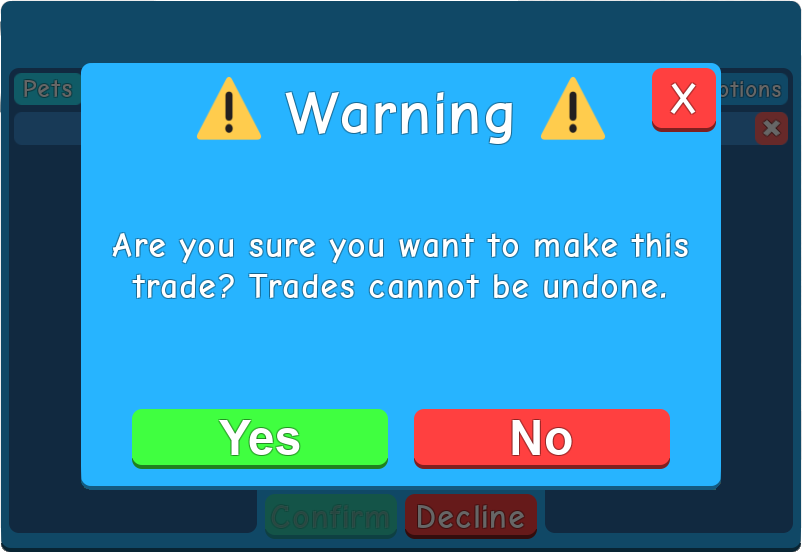 Pets
otions
Warning
X
Are you sure you want to make this
trade? Trades cannot be undone.
Yes
No
Confirm
Decline